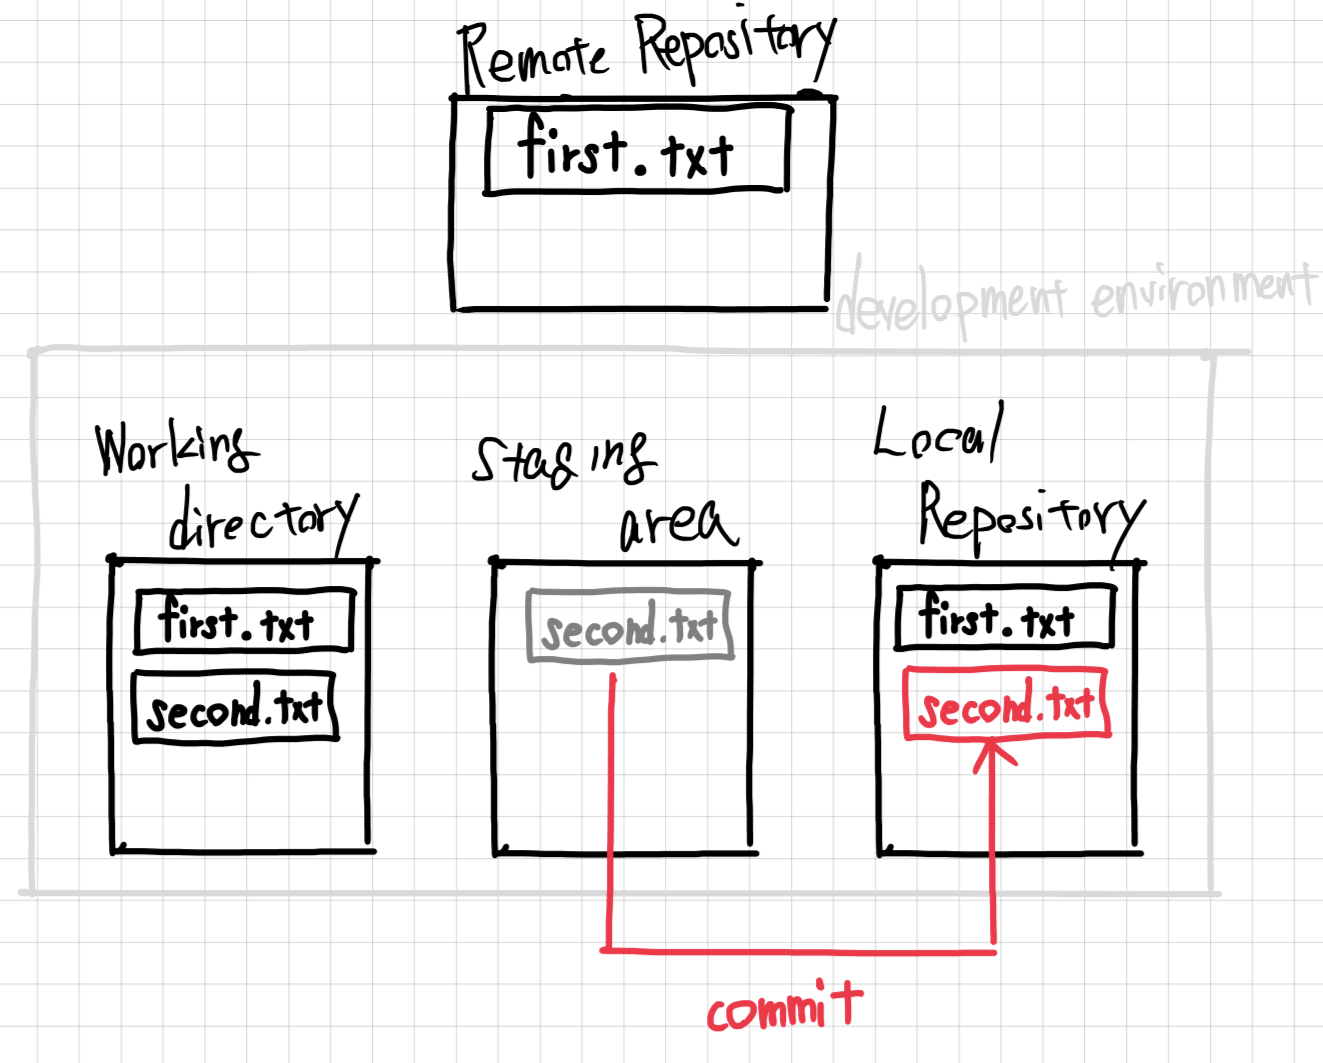 Remote Repository
first.txt
development environment
Working
directory
first.txt
second.txt
Staging
area
second.txt
Local
Repository
first.txt
second.txt
commit